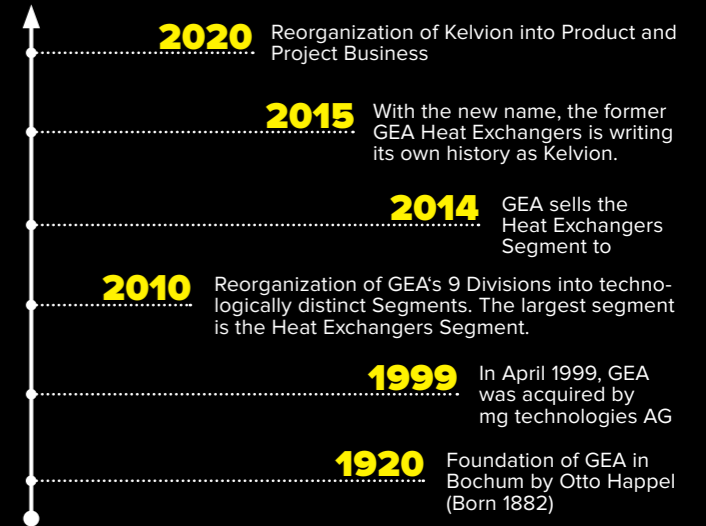 2020
Reorganization of Kelvion into Product and
Project Business
2015
With the new name, the former
GEA Heat Exchangers is writing
its own history as Kelvion.
2014
GEA sells the
Heat Exchangers
Segment to
2010
Reorganization of GEA‘s 9 Divisions into techno-
logically distinct Segments. The largest segment
is the Heat Exchangers Segment.
1999
In April 1999, GEA
was acquired by
mg technologies AG
1920
Foundation of GEA in
Bochum by Otto Happel
(Born 1882)